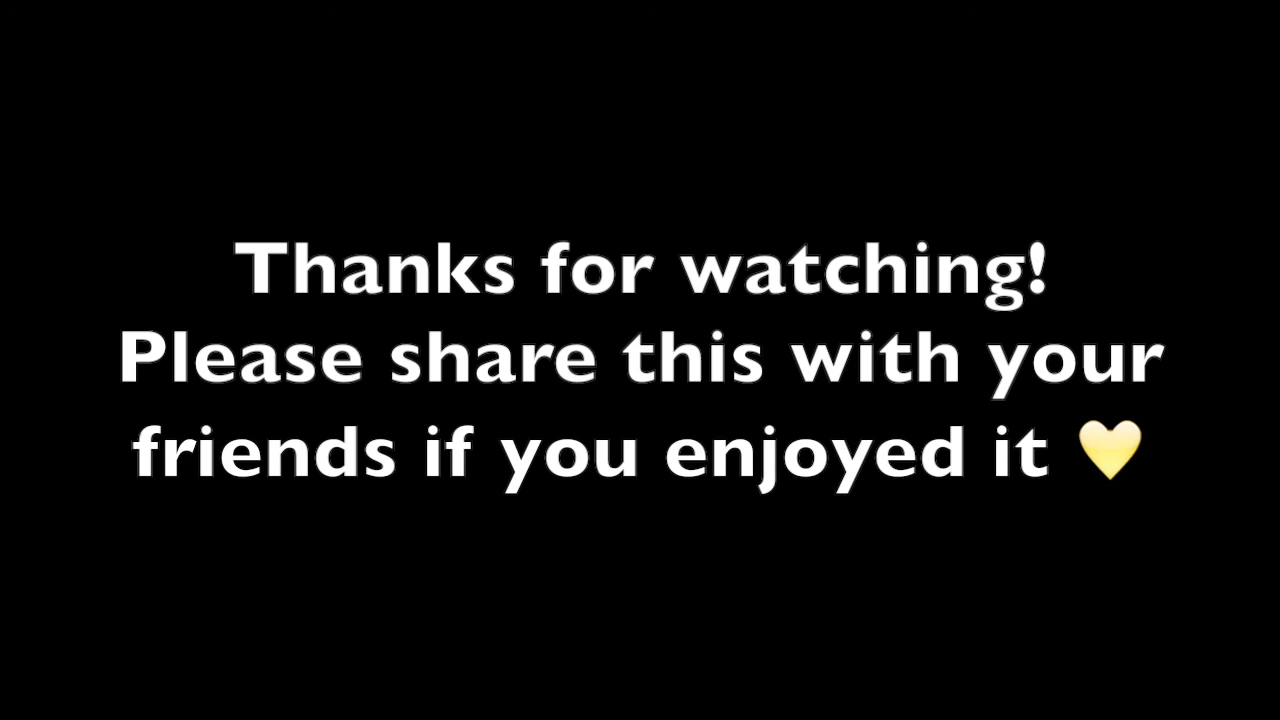 Thanks for watching!
Please share this with your
friends if you enjoyed it 💛